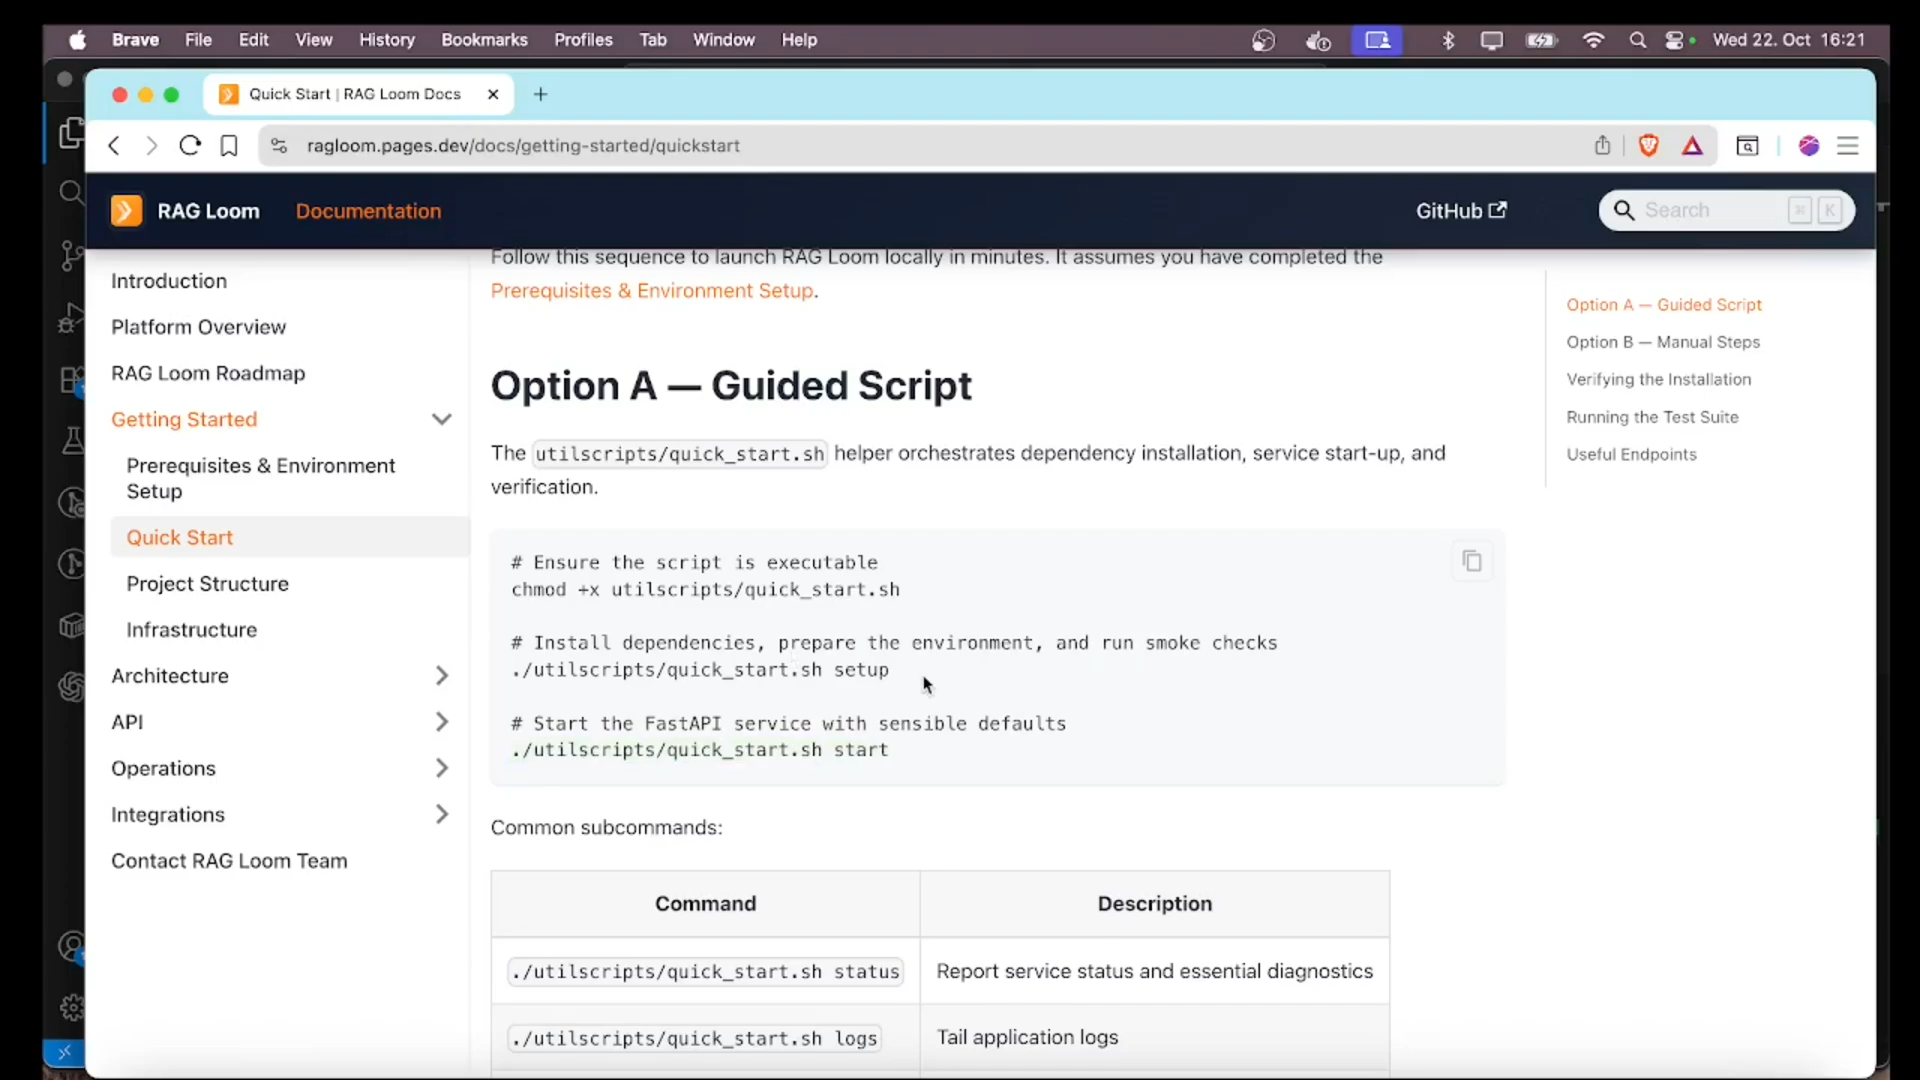 Brave File Edit View History Bookmarks Profiles Tab Window Help Wed 22. Oct 16:21
Quick Start | RAG Loom Docs
ragloom.pages.dev/docs/getting-started/quickstart
RAG Loom Documentation GitHub Search K
Introduction
Platform Overview
RAG Loom Roadmap
Getting Started
Prerequisites & Environment
Setup
Quick Start
Project Structure
Infrastructure
Architecture
API
Operations
Integrations
Contact RAG Loom Team
Follow this sequence to launch RAG Loom locally in minutes. It assumes you have completed the
Prerequisites & Environment Setup.
Option A — Guided Script
The utilscripts/quick_start.sh helper orchestrates dependency installation, service start-up, and
verification.
# Ensure the script is executable
chmod +x utilscripts/quick_start.sh
# Install dependencies, prepare the environment, and run smoke checks
./utilscripts/quick_start.sh setup
# Start the FastAPI service with sensible defaults
./utilscripts/quick_start.sh start
Common subcommands:
Command Description
./utilscripts/quick_start.sh status Report service status and essential diagnostics
./utilscripts/quick_start.sh logs Tail application logs
Option A — Guided Script
Option B — Manual Steps
Verifying the Installation
Running the Test Suite
Useful Endpoints